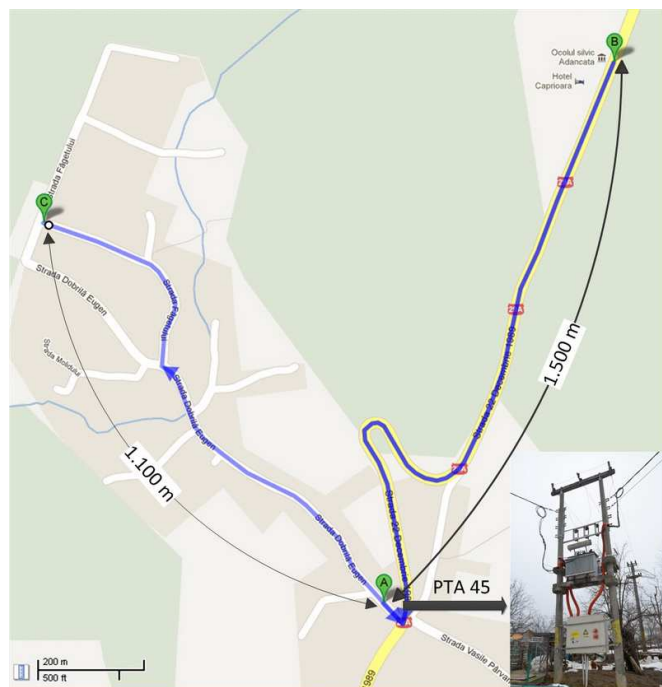 B
Ocolul silvic
Adancata
Hotel
Caprioara
Strada Făgetului
C
Strada Dobrilă Eugen
Strada Făgetului
Strada Molidului
Strada Dobrilă Eugen
1.500 m
Strada 22 Decembrie 1989
1.100 m
Strada Dobrilă Eugen
Strada 22 Decembrie
A
PTA 45
Strada Vasile Pârvan
200 m
500 ft
1989